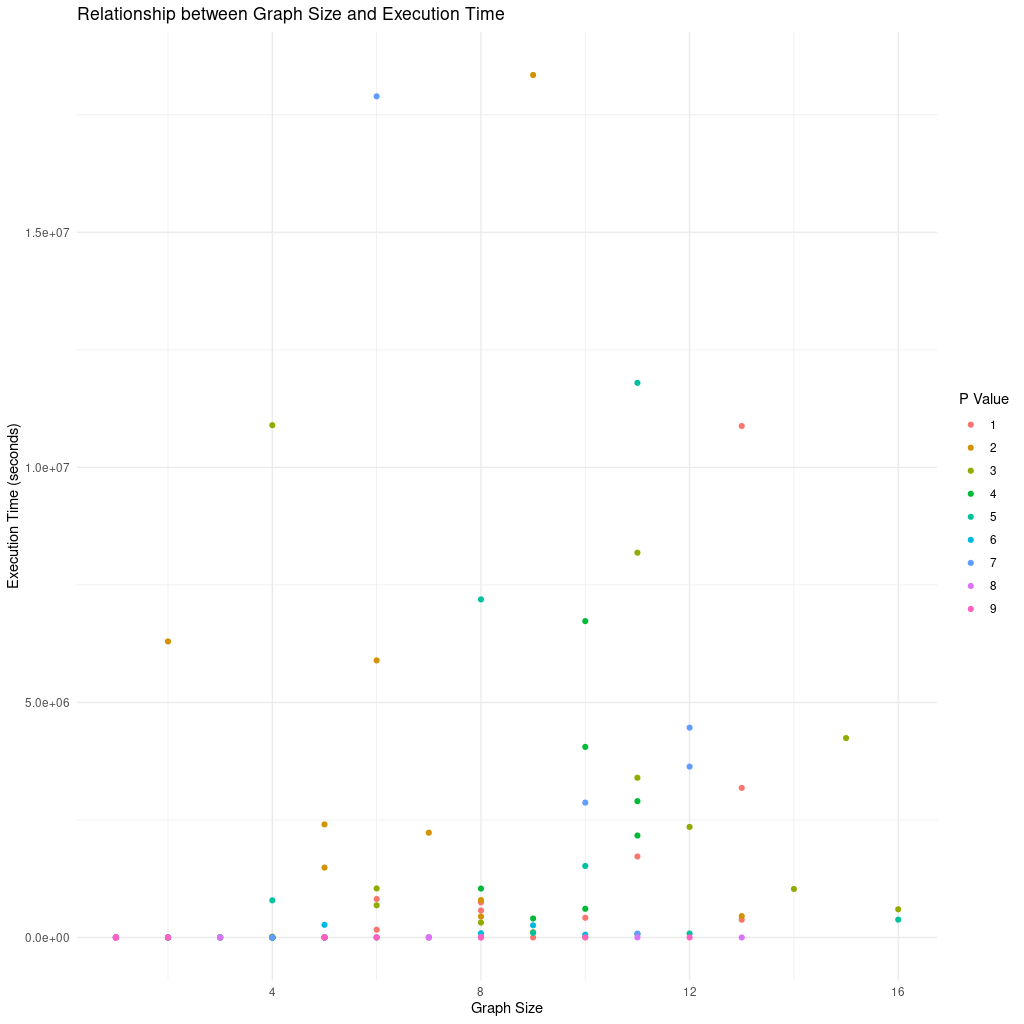 Relationship between Graph Size and Execution Time
Execution Time (seconds)
1.5e+07
1.0e+07
5.0e+06
0.0e+00
4 8 12 16
Graph Size
P Value
1
2
3
4
5
6
7
8
9